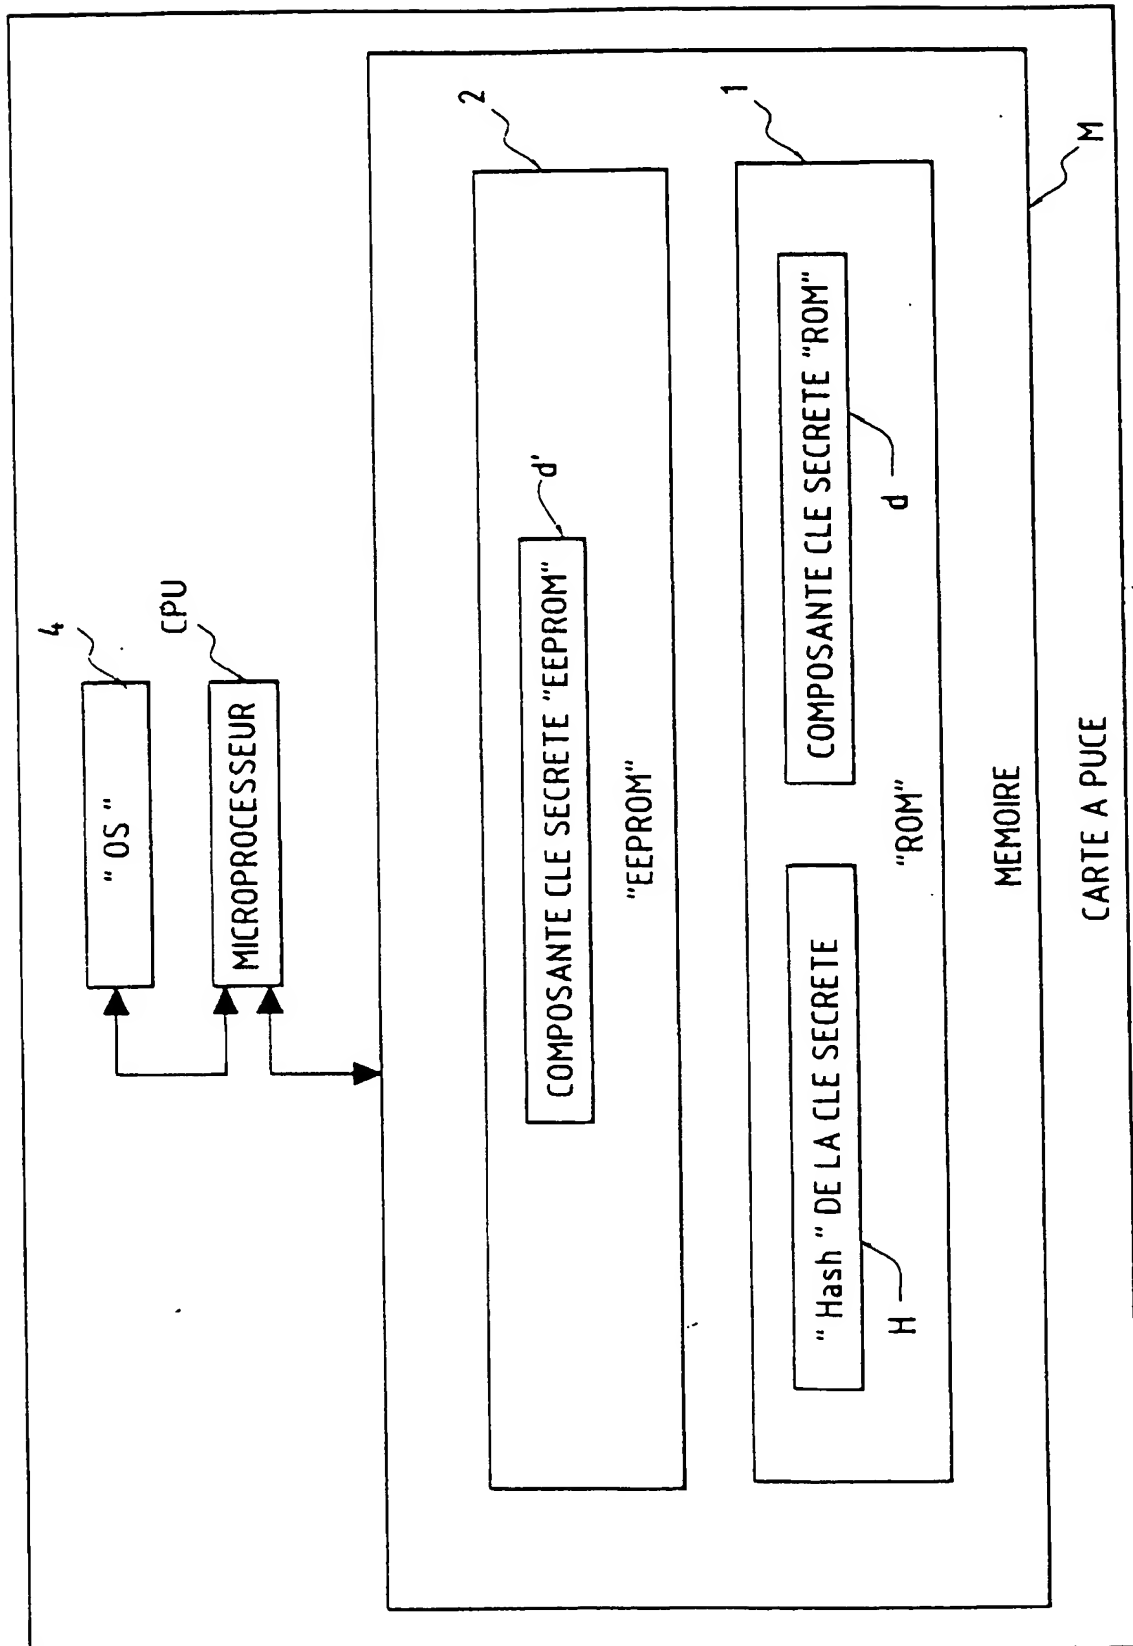 4
" OS "
CPU
MICROPROCESSEUR
2
d'
COMPOSANTE CLE SECRETE "EEPROM"
"EEPROM"
1
"Hash" DE LA CLE SECRETE
COMPOSANTE CLE SECRETE "ROM"
H
"ROM"
d
MEMOIRE
M
CARTE A PUCE